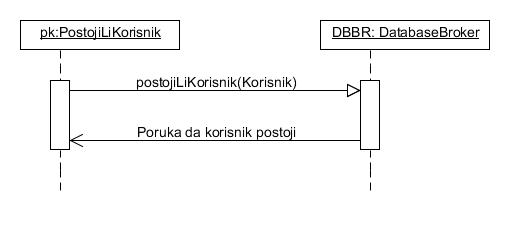 pk:PostojiLiKorisnik
DBBR: DatabaseBroker
postojiLiKorisnik(Korisnik)
Poruka da korisnik postoji